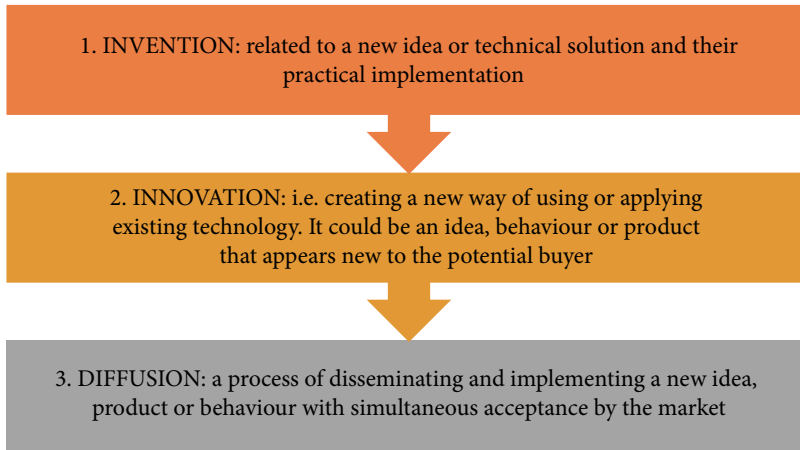 1. INVENTION: related to a new idea or technical solution and their
practical implementation
2. INNOVATION: i.e. creating a new way of using or applying
existing technology. It could be an idea, behaviour or product
that appears new to the potential buyer
3. DIFFUSION: a process of disseminating and implementing a new idea,
product or behaviour with simultaneous acceptance by the market